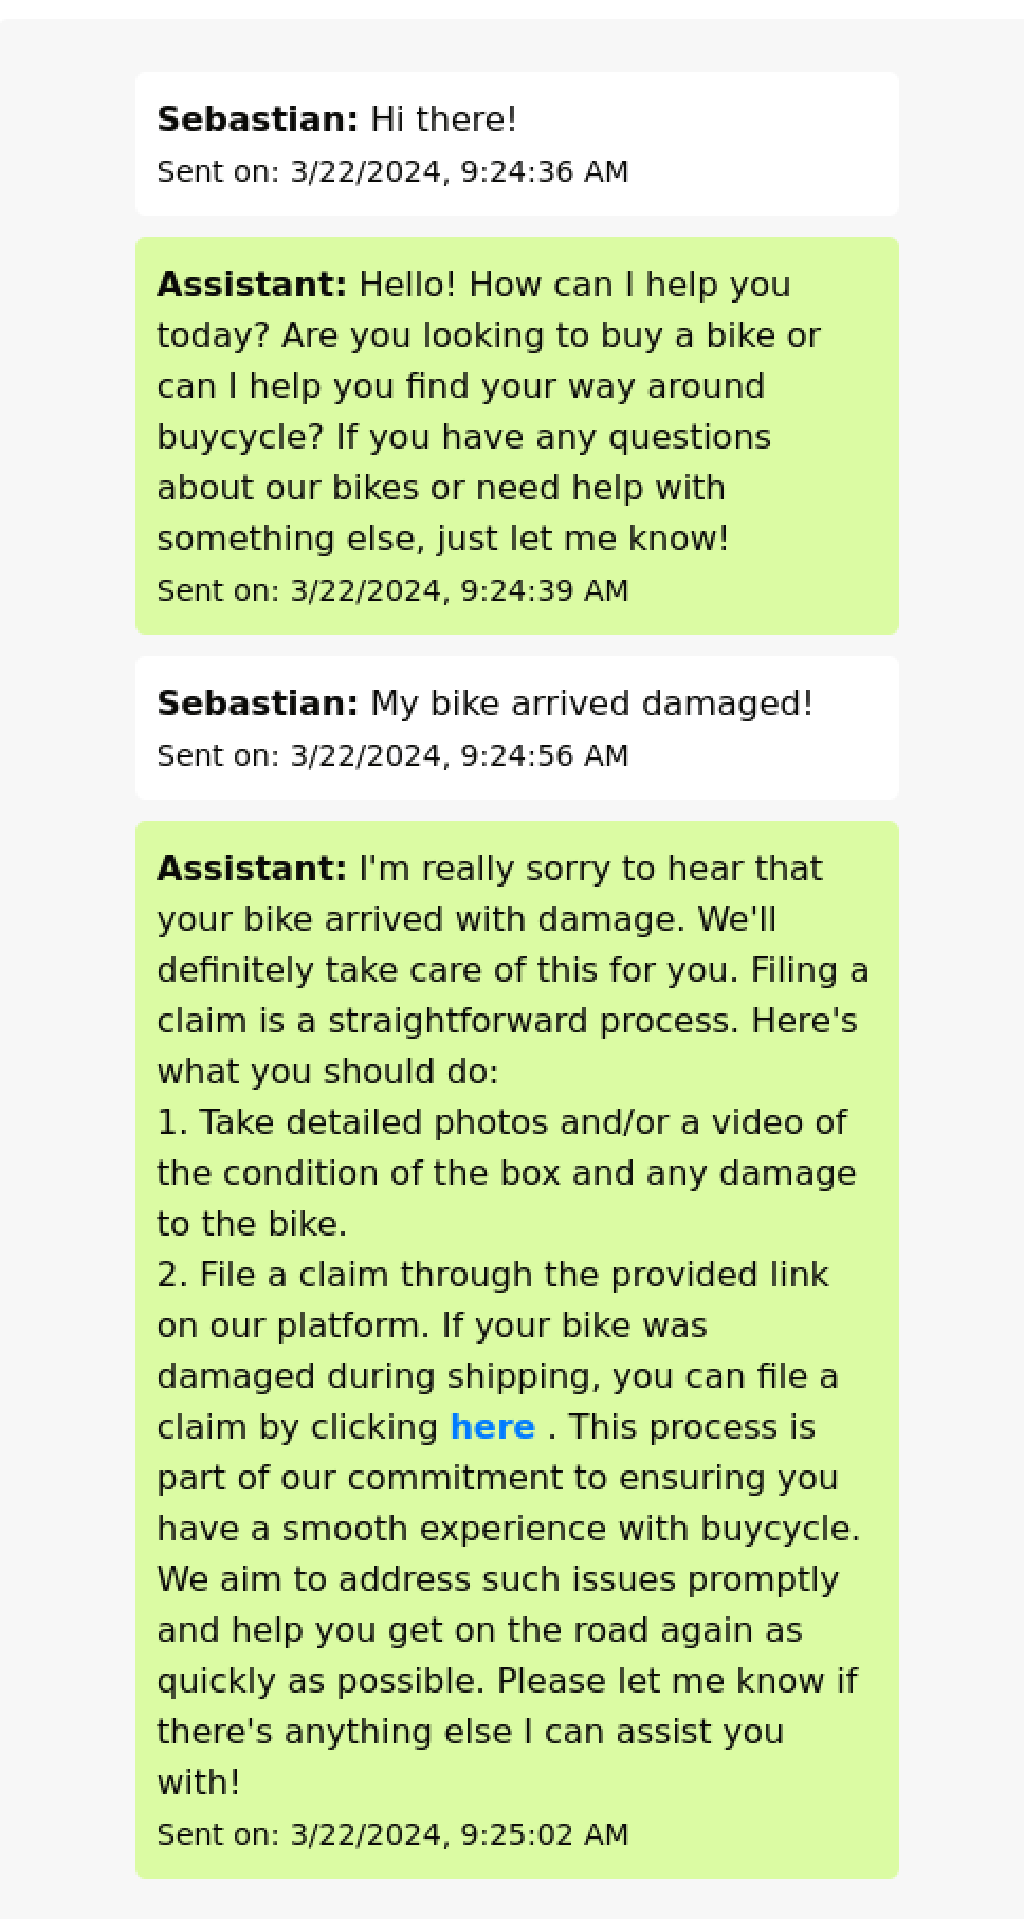 Sebastian: Hi there!
Sent on: 3/22/2024, 9:24:36 AM
Assistant: Hello! How can I help you
today? Are you looking to buy a bike or
can I help you find your way around
buycycle? If you have any questions
about our bikes or need help with
something else, just let me know!
Sent on: 3/22/2024, 9:24:39 AM
Sebastian: My bike arrived damaged!
Sent on: 3/22/2024, 9:24:56 AM
Assistant: I'm really sorry to hear that
your bike arrived with damage. We'll
definitely take care of this for you. Filing a
claim is a straightforward process. Here's
what you should do:
1. Take detailed photos and/or a video of
the condition of the box and any damage
to the bike.
2. File a claim through the provided link
on our platform. If your bike was
damaged during shipping, you can file a
claim by clicking here . This process is
part of our commitment to ensuring you
have a smooth experience with buycycle.
We aim to address such issues promptly
and help you get on the road again as
quickly as possible. Please let me know if
there's anything else I can assist you
with!
Sent on: 3/22/2024, 9:25:02 AM